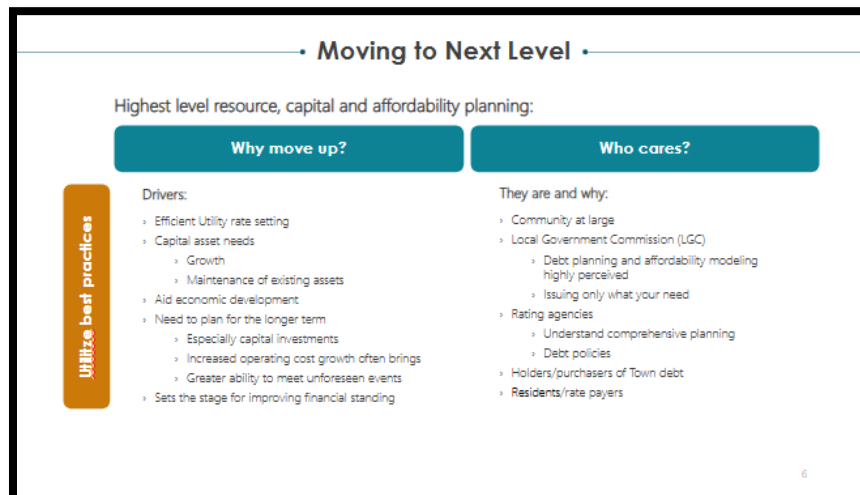 Moving to Next Level
Highest level resource, capital and affordability planning:
Why move up?
Who cares?
Utilitze best practices
Drivers:
› Efficient Utility rate setting
› Capital asset needs
› Growth
› Maintenance of existing assets
› Aid economic development
› Need to plan for the longer term
› Especially capital investments
› Increased operating cost growth often brings
› Greater ability to meet unforeseen events
› Sets the stage for improving financial standing
They are and why:
› Community at large
› Local Government Commission (LGC)
› Debt planning and affordability modeling
highly perceived
› Issuing only what your need
› Rating agencies
› Understand comprehensive planning
› Debt policies
› Holders/purchasers of Town debt
› Residents/rate payers
6